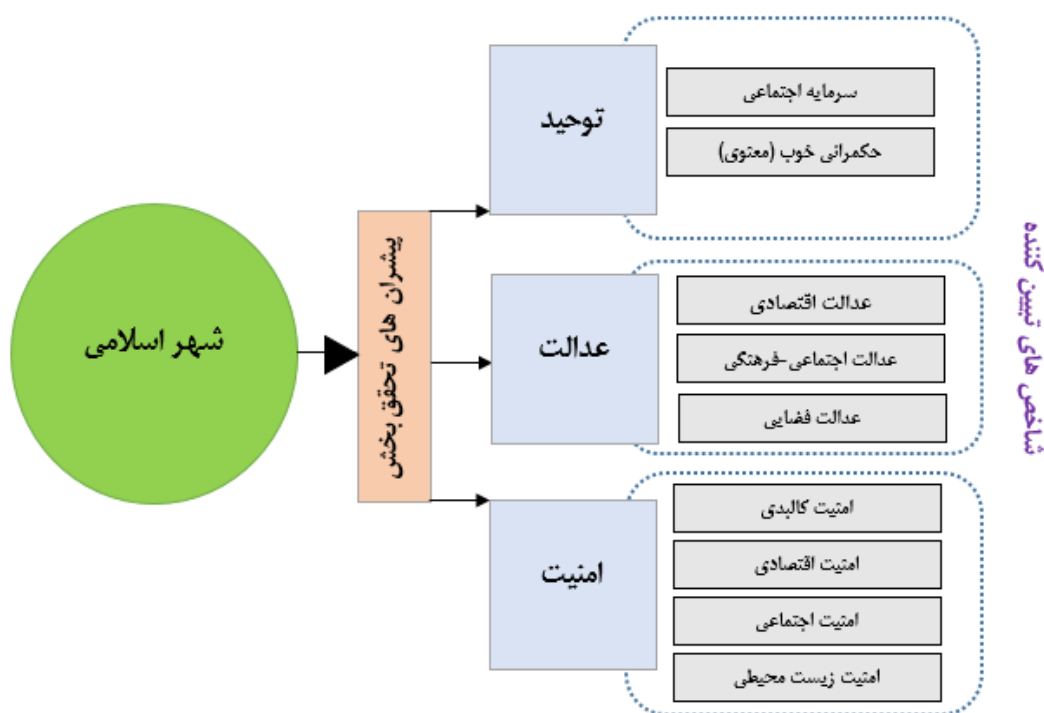 شهر اسلامی
پیشران های تحقق بخش
توحید
سرمایه اجتماعی
حکمرانی خوب (معنوی)
عدالت
عدالت اقتصادی
عدالت اجتماعی-فرهنگی
عدالت فضایی
امنیت
امنیت کالبدی
امنیت اقتصادی
امنیت اجتماعی
امنیت زیست محیطی
شاخص های تبیین کننده